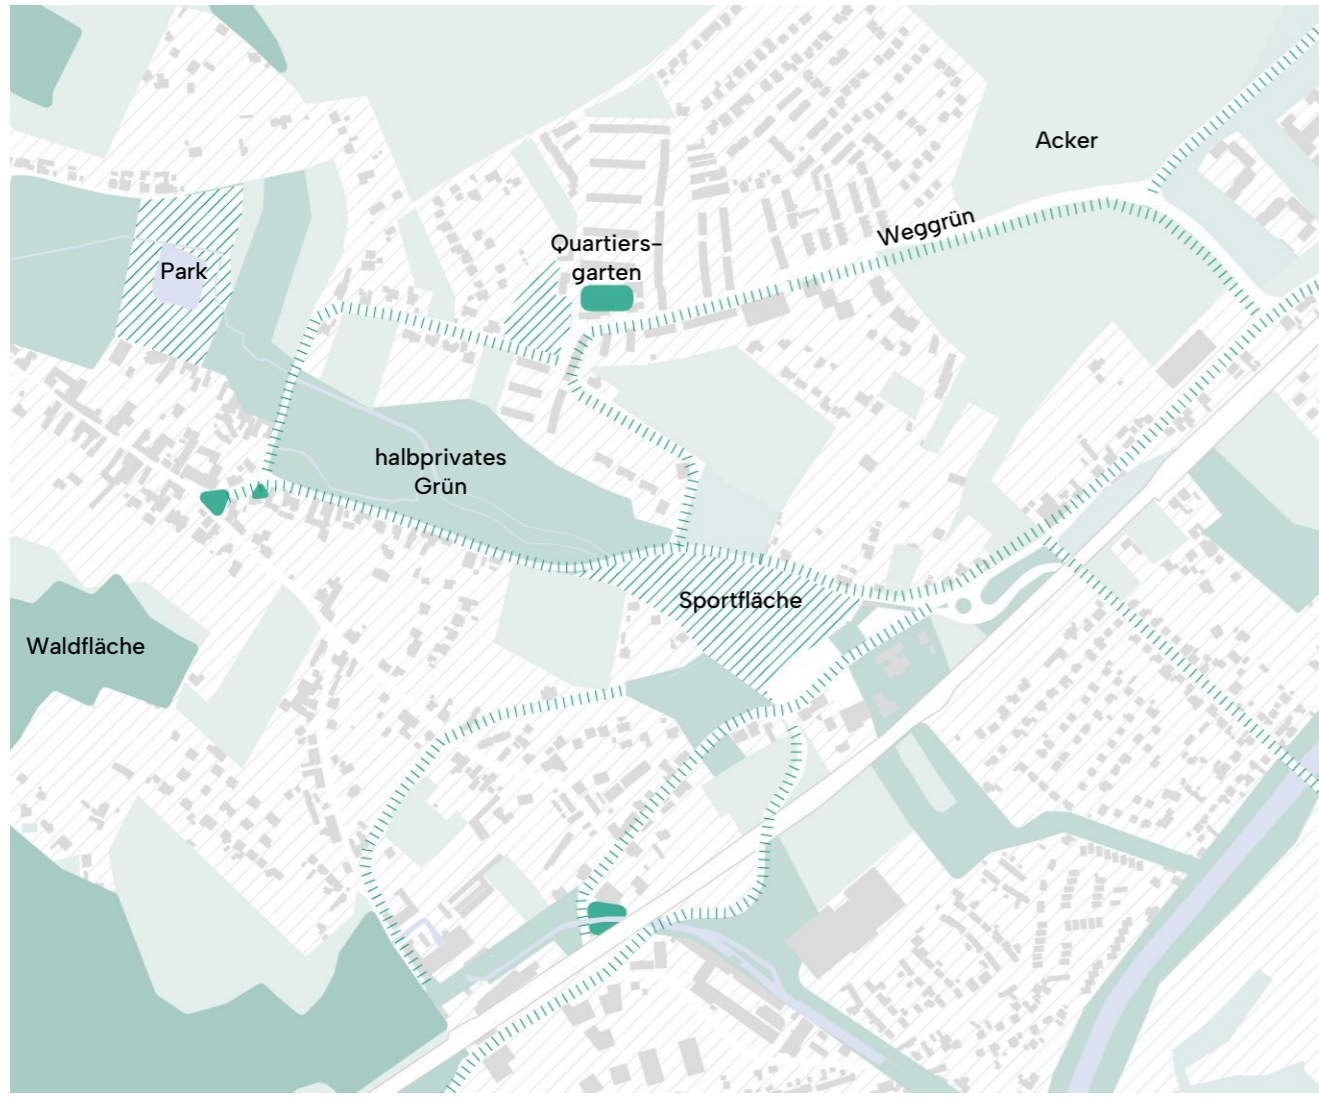 Acker
Weggrün
Quartiers-
garten
Park
halbprivates
Grün
Sportfläche
Waldfläche